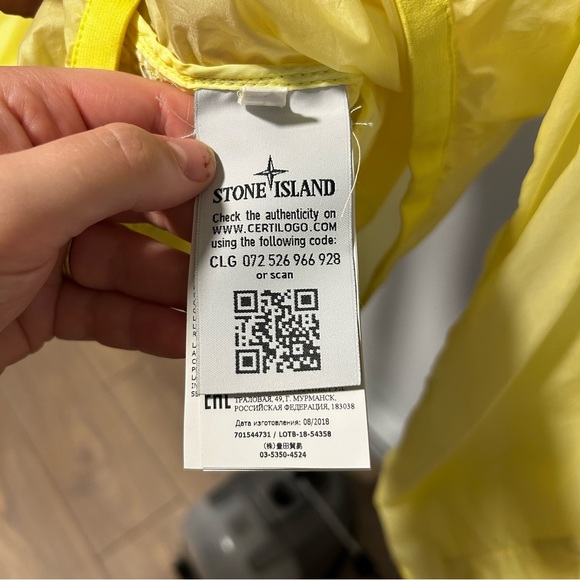 STONE ISLAND
Check the authenticity on
WWW.CERTILOGO.COM
using the following code:
CLG 072 526 966 928
or scan
EAC
ТРАЛОВАЯ, 49, Г. МУРМАНСК,
РОССИЙСКАЯ ФЕДЕРАЦИЯ, 183038
Дата изготовления: 08/2018
701544731 / LOTB-18-54358
(株)豊田貿易
03-5350-4524